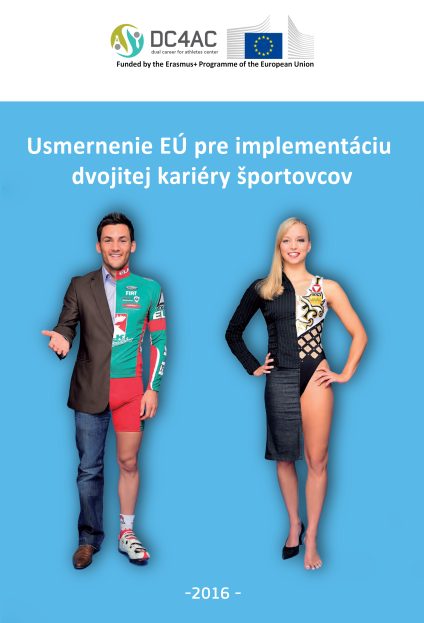 DC4AC
dual career for athletes center
Funded by the Erasmus+ Programme of the European Union
Usmernenie EÚ pre implementáciu
dvojitej kariéry športovcov
FIAT
-2016 -